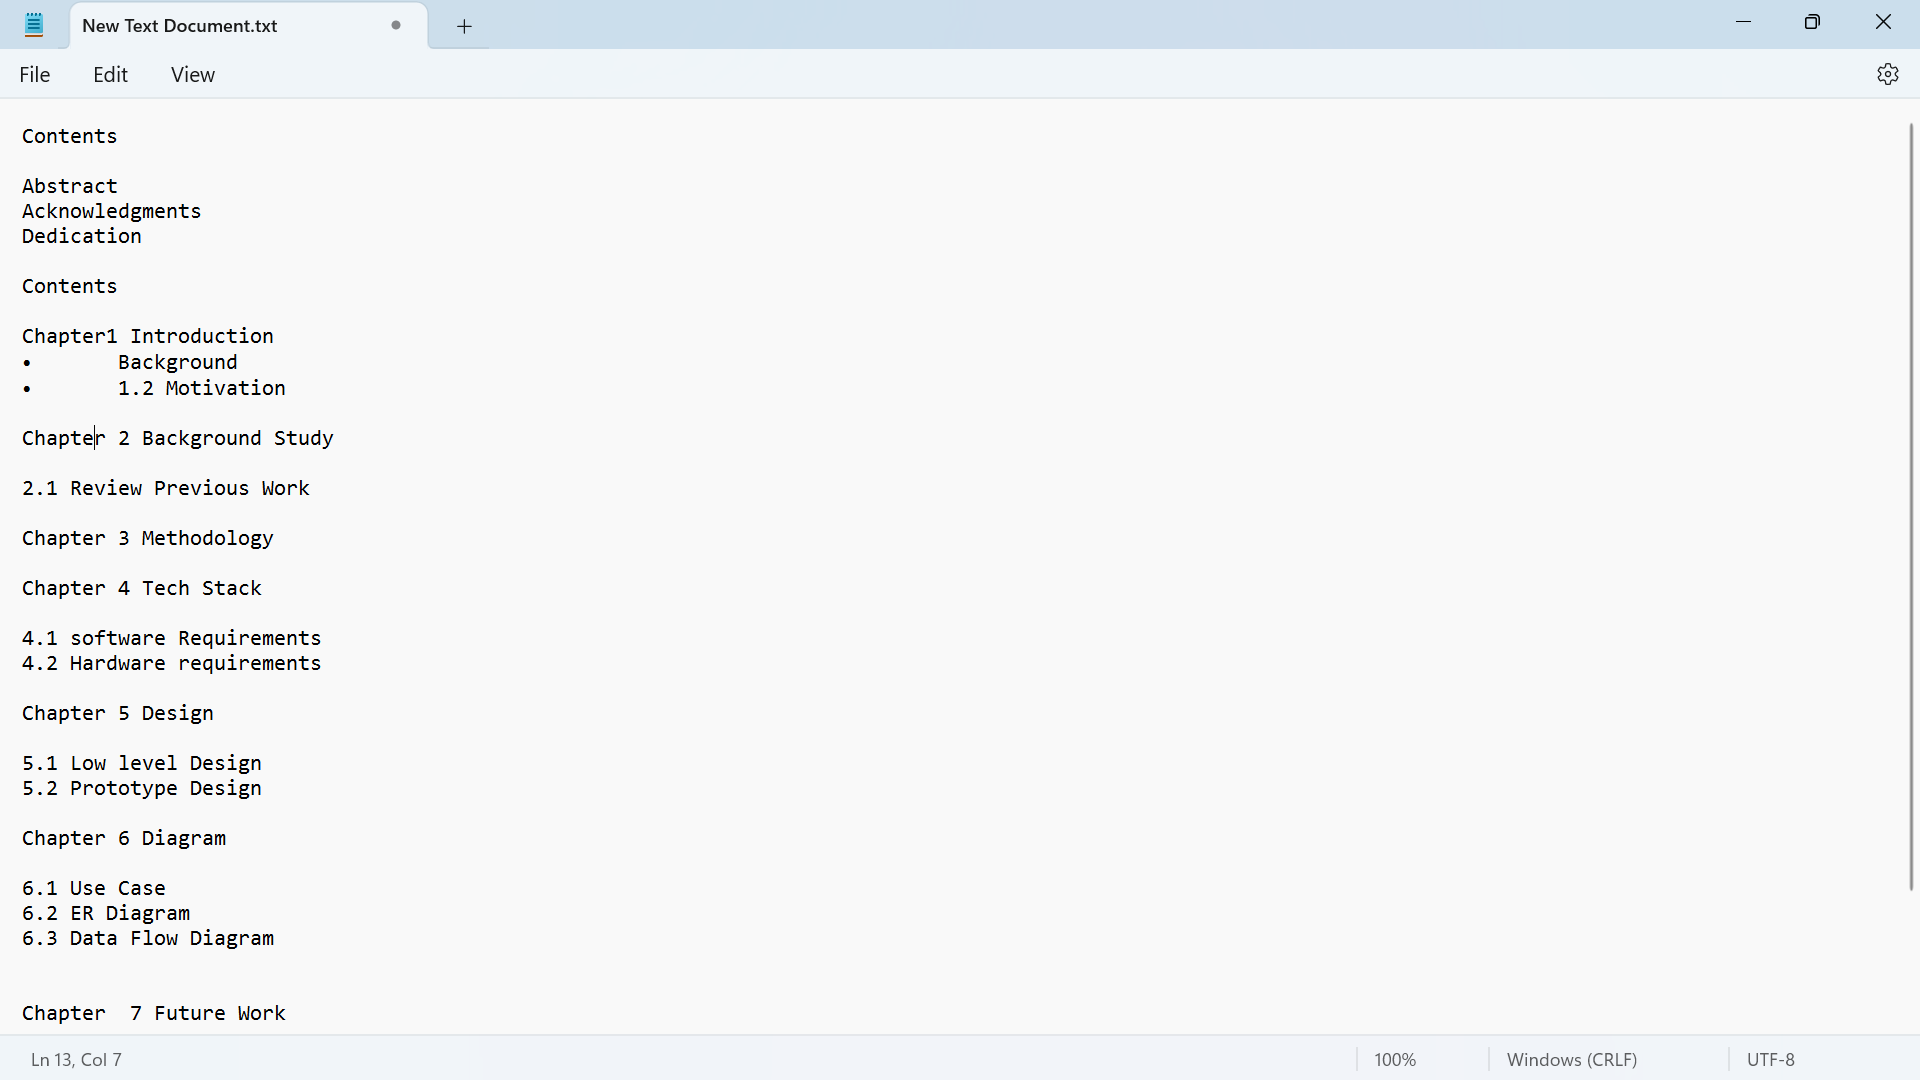 New Text Document.txt
File Edit View
Contents
Abstract
Acknowledgments
Dedication
Contents
Chapter1 Introduction
•	Background
•	1.2 Motivation
Chapter 2 Background Study
2.1 Review Previous Work
Chapter 3 Methodology
Chapter 4 Tech Stack
4.1 software Requirements
4.2 Hardware requirements
Chapter 5 Design
5.1 Low level Design
5.2 Prototype Design
Chapter 6 Diagram
6.1 Use Case
6.2 ER Diagram
6.3 Data Flow Diagram
Chapter  7 Future Work
Ln 13, Col 7 100% Windows (CRLF) UTF-8